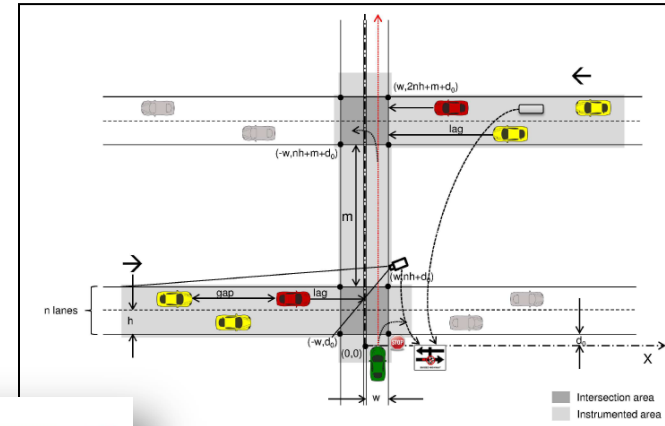 (w,2nh+m+d₀)
lag
(-w,nh+m+d₀)
m
(w,nh+d₀)
gap
lag
n lanes
h
(-w,d₀)
(0,0)
STOP
d₀
X
w
Intersection area
Instrumented area